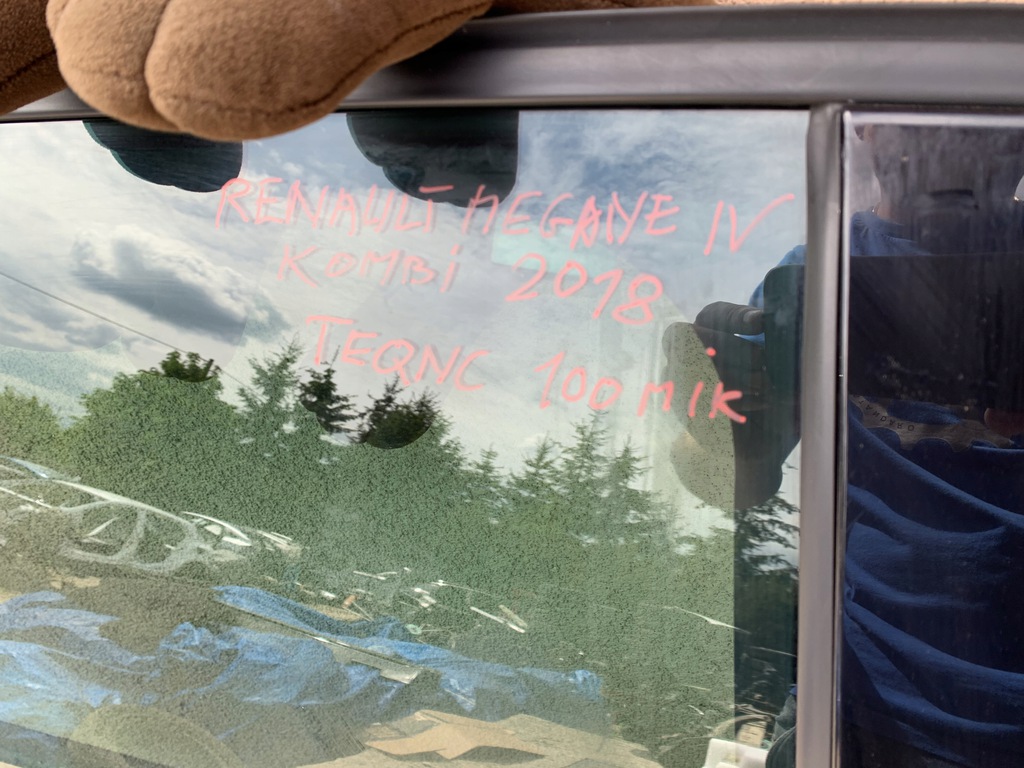 RENAULT MEGANE IV
KOMBI 2018
TEQNC 100 MIK